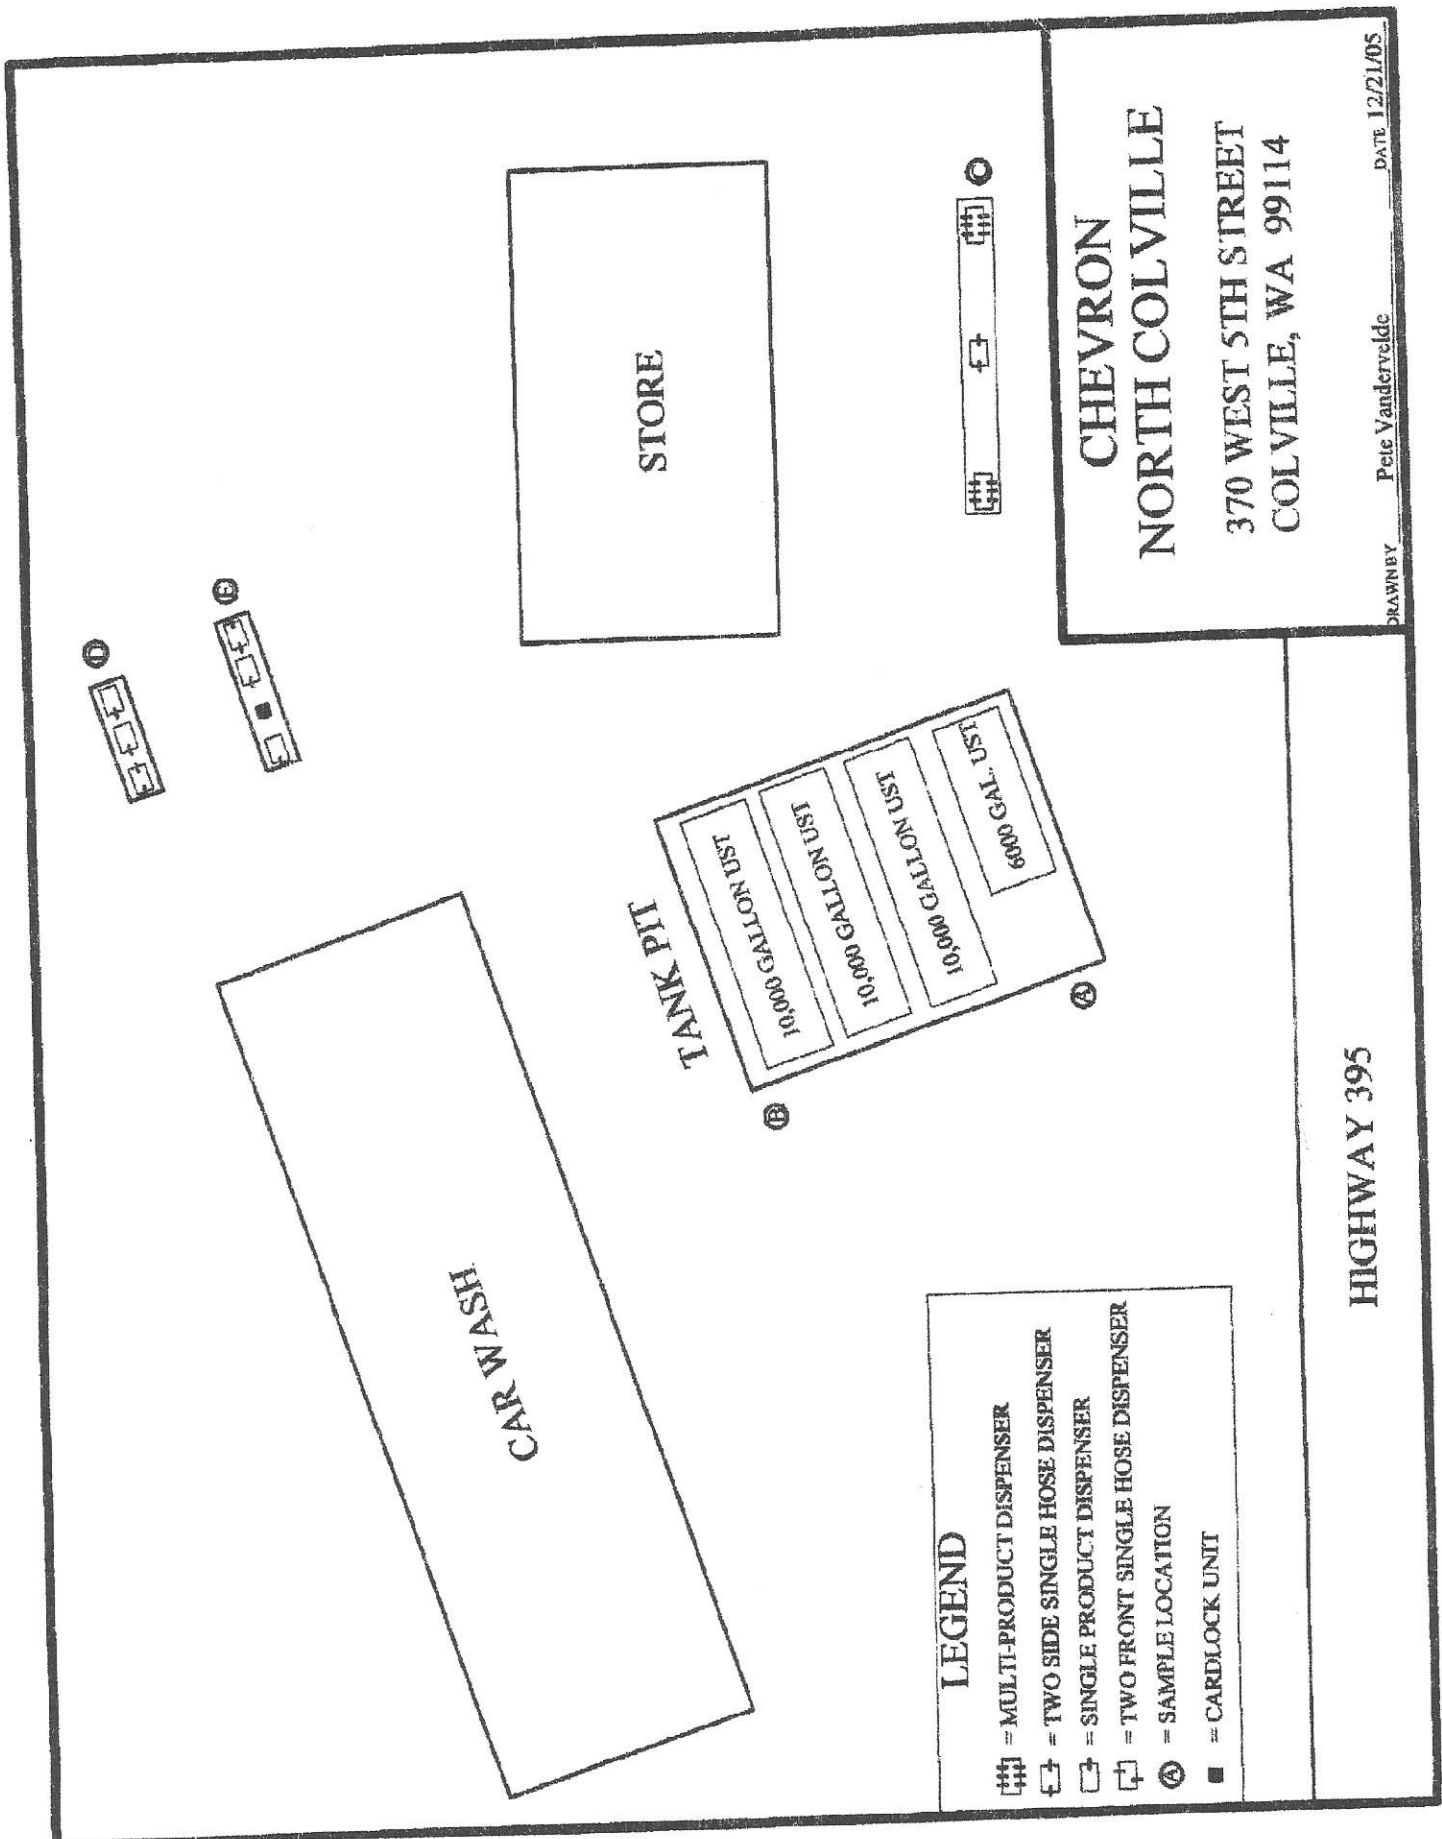 D
E
STORE
C
CAR WASH
TANK PIT
10,000 GALLON UST
10,000 GALLON UST
10,000 GALLON UST
6000 GAL. UST
B
A
LEGEND
= MULTI-PRODUCT DISPENSER
= TWO SIDE SINGLE HOSE DISPENSER
= SINGLE PRODUCT DISPENSER
= TWO FRONT SINGLE HOSE DISPENSER
A = SAMPLE LOCATION
= CARDLOCK UNIT
HIGHWAY 395
CHEVRON
NORTH COLVILLE
370 WEST 5TH STREET
COLVILLE, WA 99114
DRAWN BY Pete Vandervelde DATE 12/21/05